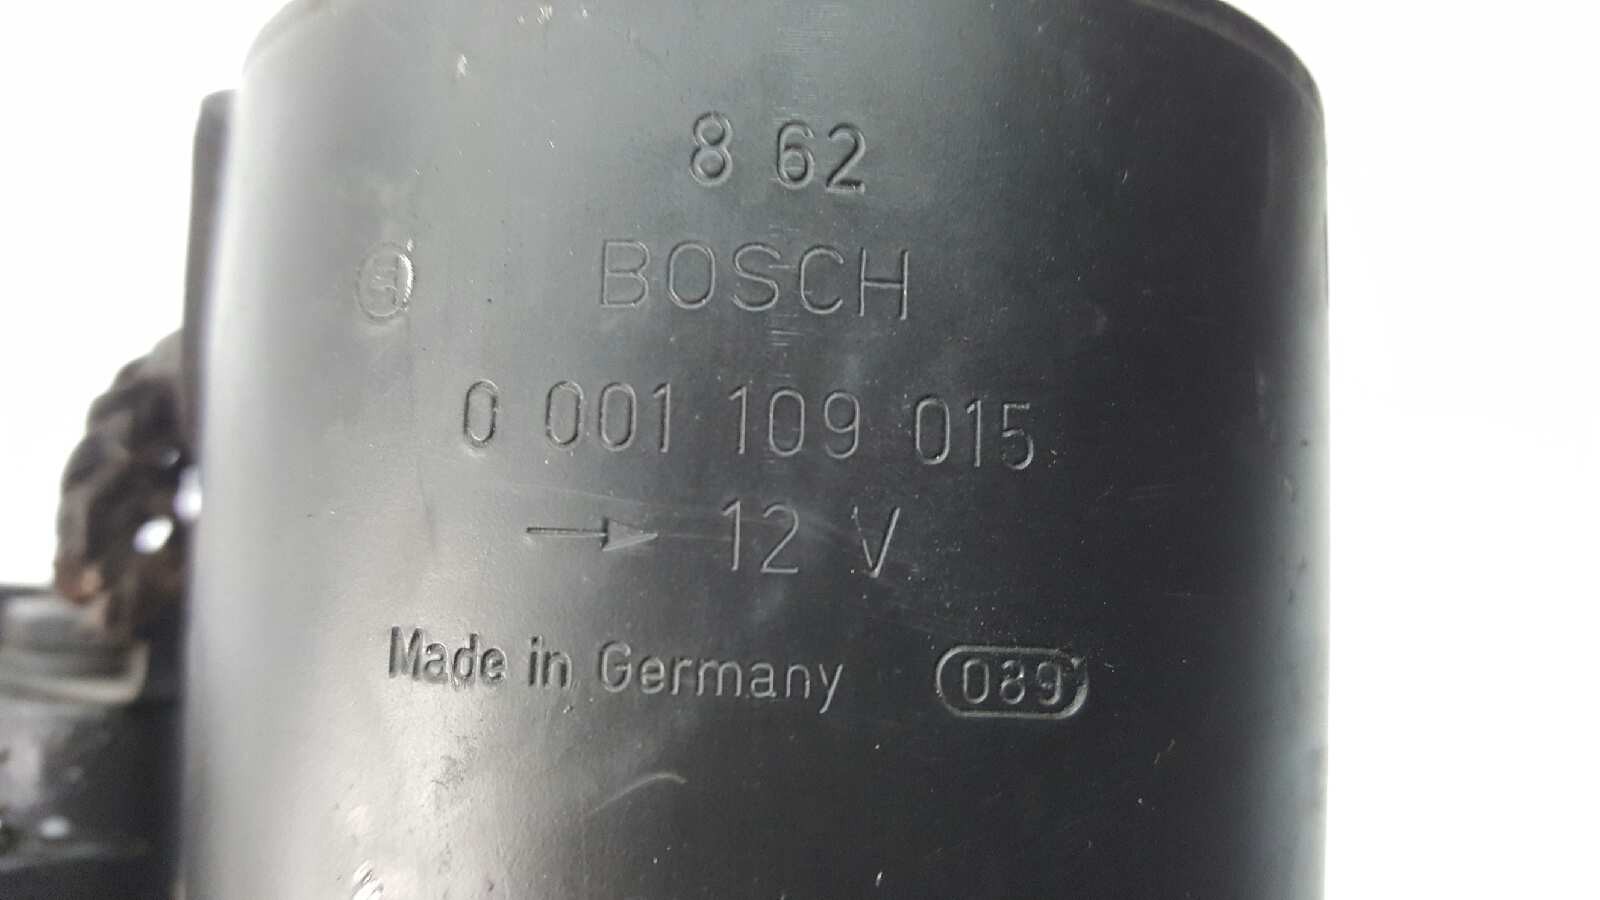 8 62
BOSCH
0 001 109 015
→ 12 V
Made in Germany 089